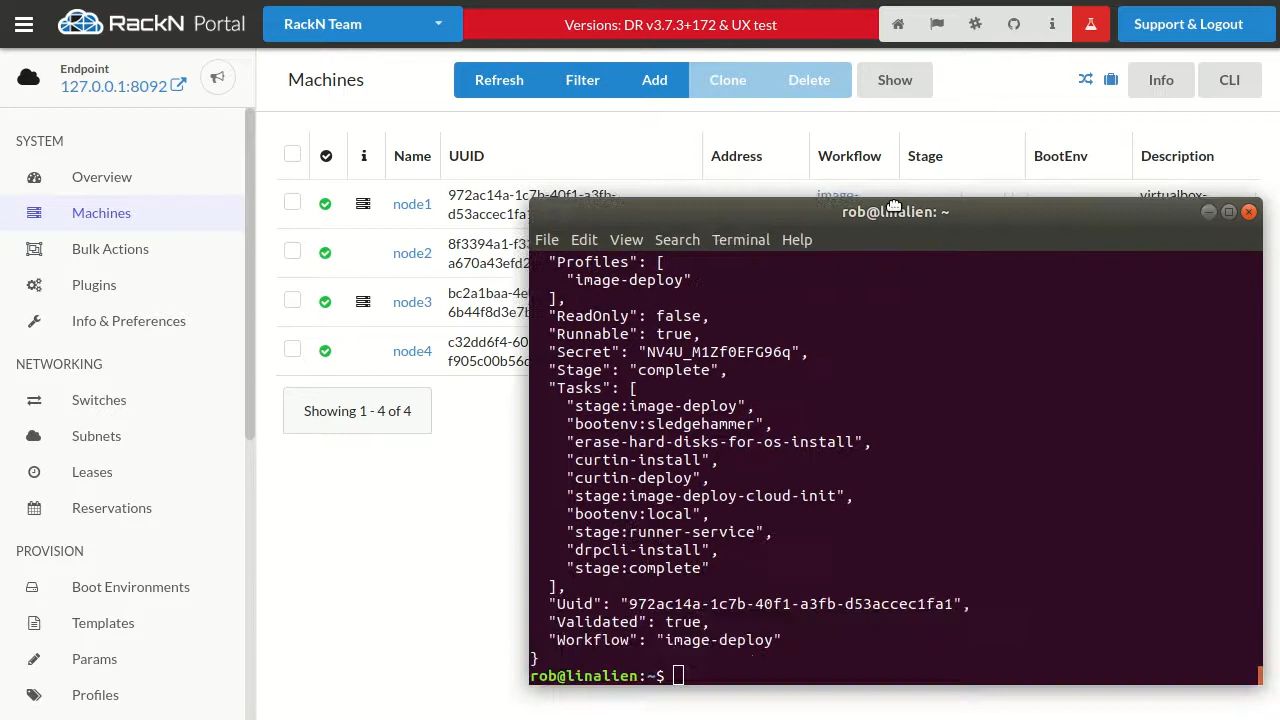 RackN Portal
RackN Team
Versions: DR v3.7.3+172 & UX test
Support & Logout
Endpoint
127.0.0.1:8092
Machines
Refresh
Filter
Add
Clone
Delete
Show
Info
CLI
SYSTEM
Overview
Machines
Bulk Actions
Plugins
Info & Preferences
NETWORKING
Switches
Subnets
Leases
Reservations
PROVISION
Boot Environments
Templates
Params
Profiles
Name UUID Address Workflow Stage BootEnv Description
node1 972ac14a-1c7b-40f1-a3fb- image- virtualbox-
d53accec1fa1
node2 8f3394a1-f3
a670a43efd2
node3 bc2a1baa-4e
6b44f8d3e7b
node4 c32dd6f4-60
f905c00b56d
Showing 1 - 4 of 4
rob@linalien: ~
File Edit View Search Terminal Help
"Profiles": [
"image-deploy"
],
"ReadOnly": false,
"Runnable": true,
"Secret": "NV4U_M1Zf0EFG96q",
"Stage": "complete",
"Tasks": [
"stage:image-deploy",
"bootenv:sledgehammer",
"erase-hard-disks-for-os-install",
"curtin-install",
"curtin-deploy",
"stage:image-deploy-cloud-init",
"bootenv:local",
"stage:runner-service",
"drpcli-install",
"stage:complete"
],
"Uuid": "972ac14a-1c7b-40f1-a3fb-d53accec1fa1",
"Validated": true,
"Workflow": "image-deploy"
}
rob@linalien:~$